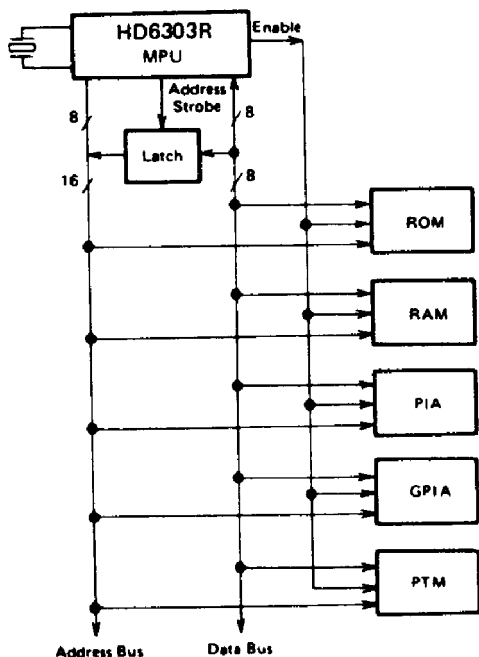 HD6303R
MPU
Enable
Address
Strobe
8
8
Latch
16
8
ROM
RAM
PIA
GPIA
PTM
Address Bus
Data Bus